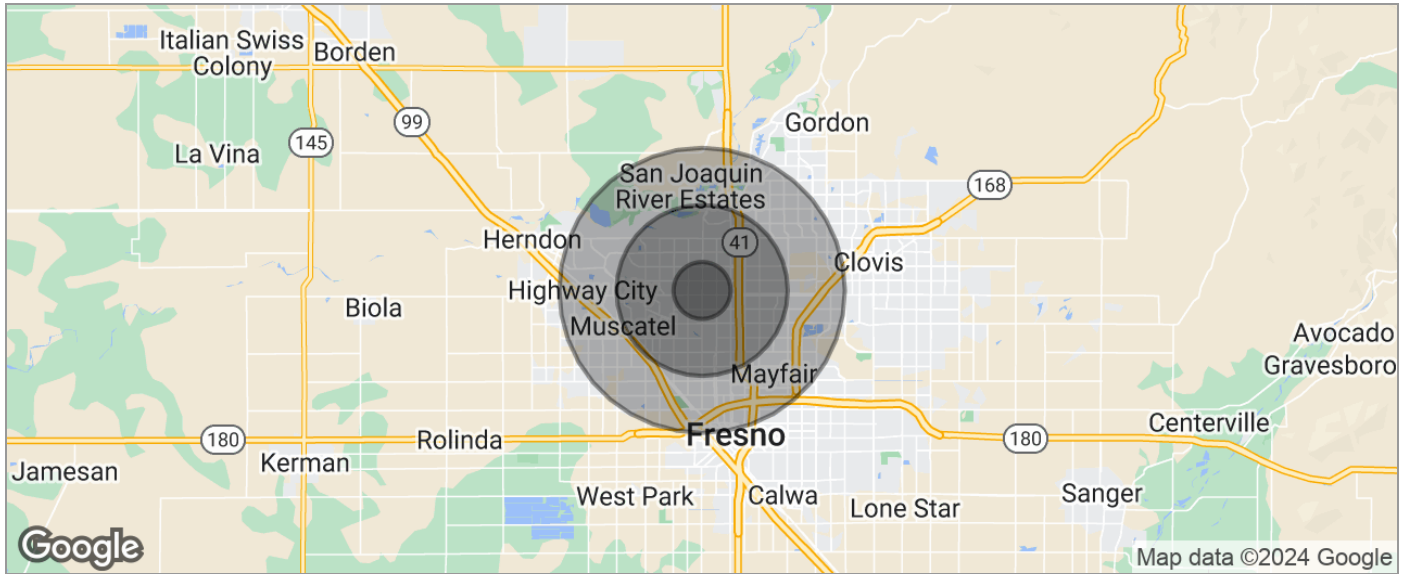 Italian Swiss
Colony
Borden
99
145
La Vina
Gordon
San Joaquin
River Estates
168
Herndon
41
Clovis
Highway City
Biola
Muscatel
Avocado
Gravesboro
Mayfair
Centerville
180
Rolinda
Fresno
180
Kerman
Jamesan
West Park
Calwa
Lone Star
Sanger
Google
Map data ©2024 Google